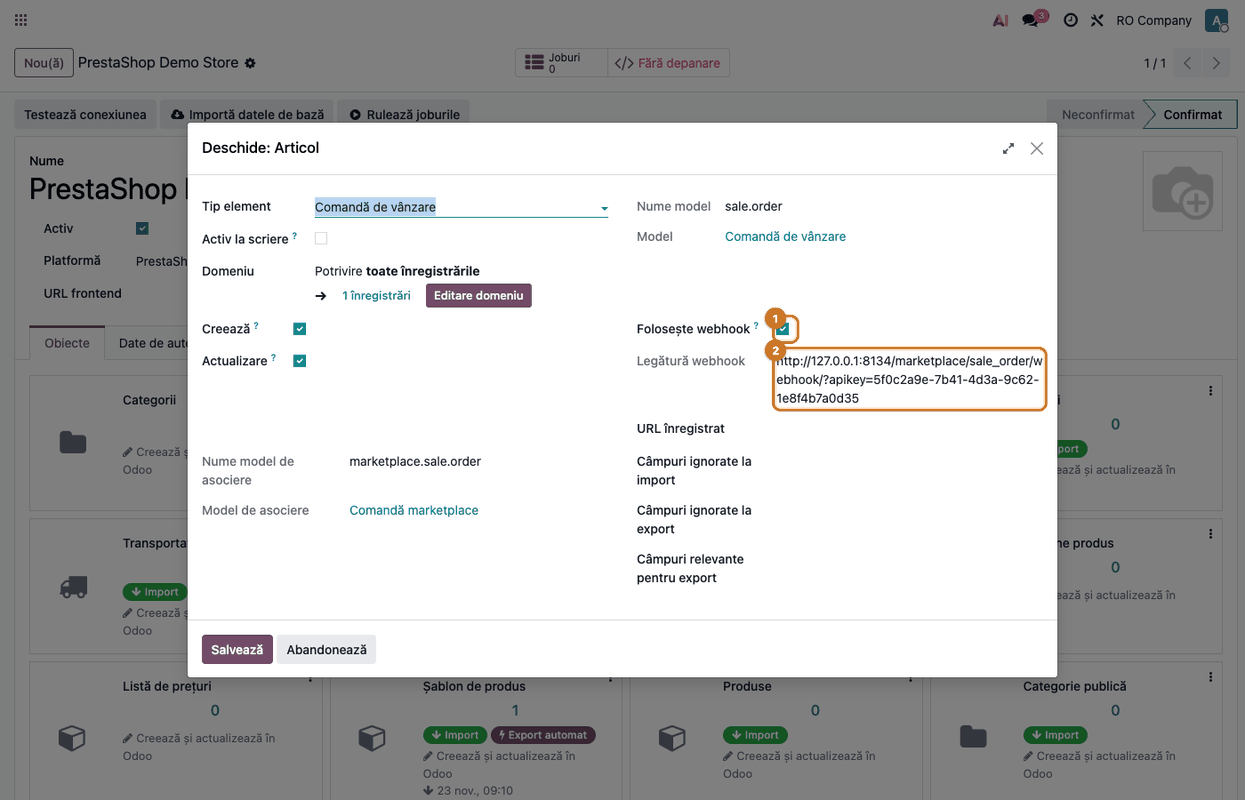 AI
3
RO Company
A
Nou(ă)
PrestaShop Demo Store
Joburi
0
</> Fără depanare
1 / 1
Testează conexiunea
Importă datele de bază
Rulează joburile
Neconfirmat
Confirmat
Deschide: Articol
Nume
PrestaShop
Activ
Platformă
PrestaSh
URL frontend
Obiecte
Date de aut
Tip element
Comandă de vânzare
Nume model
sale.order
Activ la scriere ?
Model
Comandă de vânzare
Domeniu
Potrivire toate înregistrările
1 înregistrări
Editare domeniu
Creează ?
Folosește webhook ?
1
Actualizare ?
Legătură webhook
2
http://127.0.0.1:8134/marketplace/sale_order/w
ebhook/?apikey=5f0c2a9e-7b41-4d3a-9c62-
1e8f4b7a0d35
URL înregistrat
Nume model de
asociere
marketplace.sale.order
Câmpuri ignorate la
import
Model de asociere
Comandă marketplace
Câmpuri ignorate la
export
Câmpuri relevante
pentru export
Salvează
Abandonează
Categorii
Creează ș
Odoo
i
0
port
ează și actualizează în
Transporta
Import
Creează ș
Odoo
ne produs
0
ează și actualizează în
Listă de prețuri
0
Creează și actualizează în
Odoo
Șablon de produs
1
Import
Export automat
Creează și actualizează în
Odoo
23 nov., 09:10
Produse
0
Import
Creează și actualizează în
Odoo
Categorie publică
0
Import
Creează și actualizează în
Odoo